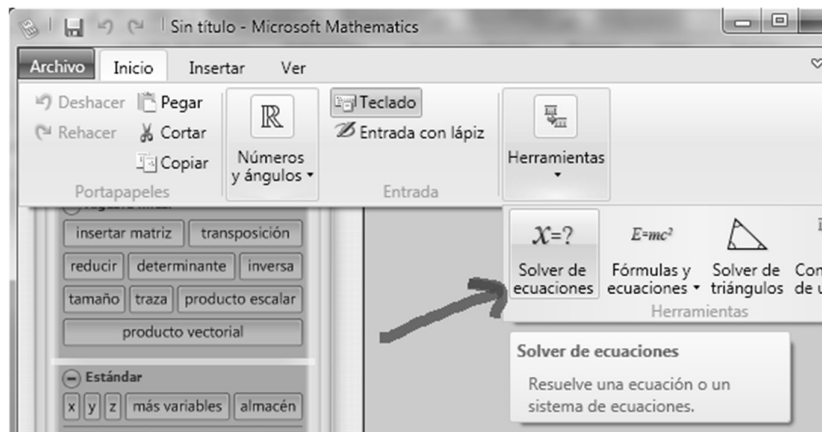 Sin título - Microsoft Mathematics
Archivo Inicio Insertar Ver
Deshacer Pegar
Rehacer Cortar
Copiar
Portapapeles
ℝ
Números
y ángulos
Teclado
Entrada con lápiz
Entrada
Herramientas
insertar matriz transposición
reducir determinante inversa
tamaño traza producto escalar
producto vectorial
Estándar
x y z más variables almacén
X=?
Solver de
ecuaciones
E=mc²
Fórmulas y
ecuaciones
Solver de
triángulos
Herramientas
Solver de ecuaciones
Resuelve una ecuación o un
sistema de ecuaciones.